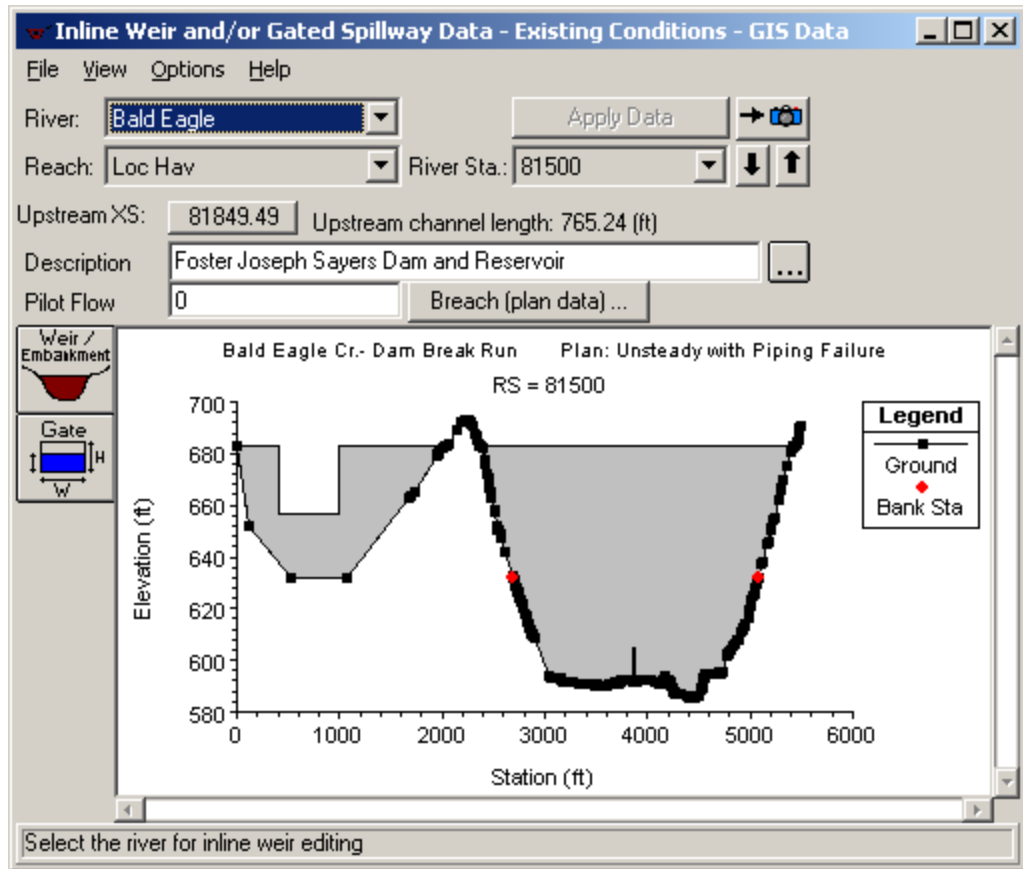 Inline Weir and/or Gated Spillway Data - Existing Conditions - GIS Data
File View Options Help
River: Bald Eagle Apply Data
Reach: Loc Hav River Sta.: 81500
Upstream XS: 81849.49 Upstream channel length: 765.24 (ft)
Description Foster Joseph Sayers Dam and Reservoir ...
Pilot Flow 0 Breach (plan data) ...
Weir /
Embankment
Gate
H
W
Bald Eagle Cr.- Dam Break Run Plan: Unsteady with Piping Failure
RS = 81500
700
680
660
640
620
600
580
0 1000 2000 3000 4000 5000 6000
Elevation (ft)
Station (ft)
Legend
Ground
Bank Sta
Select the river for inline weir editing